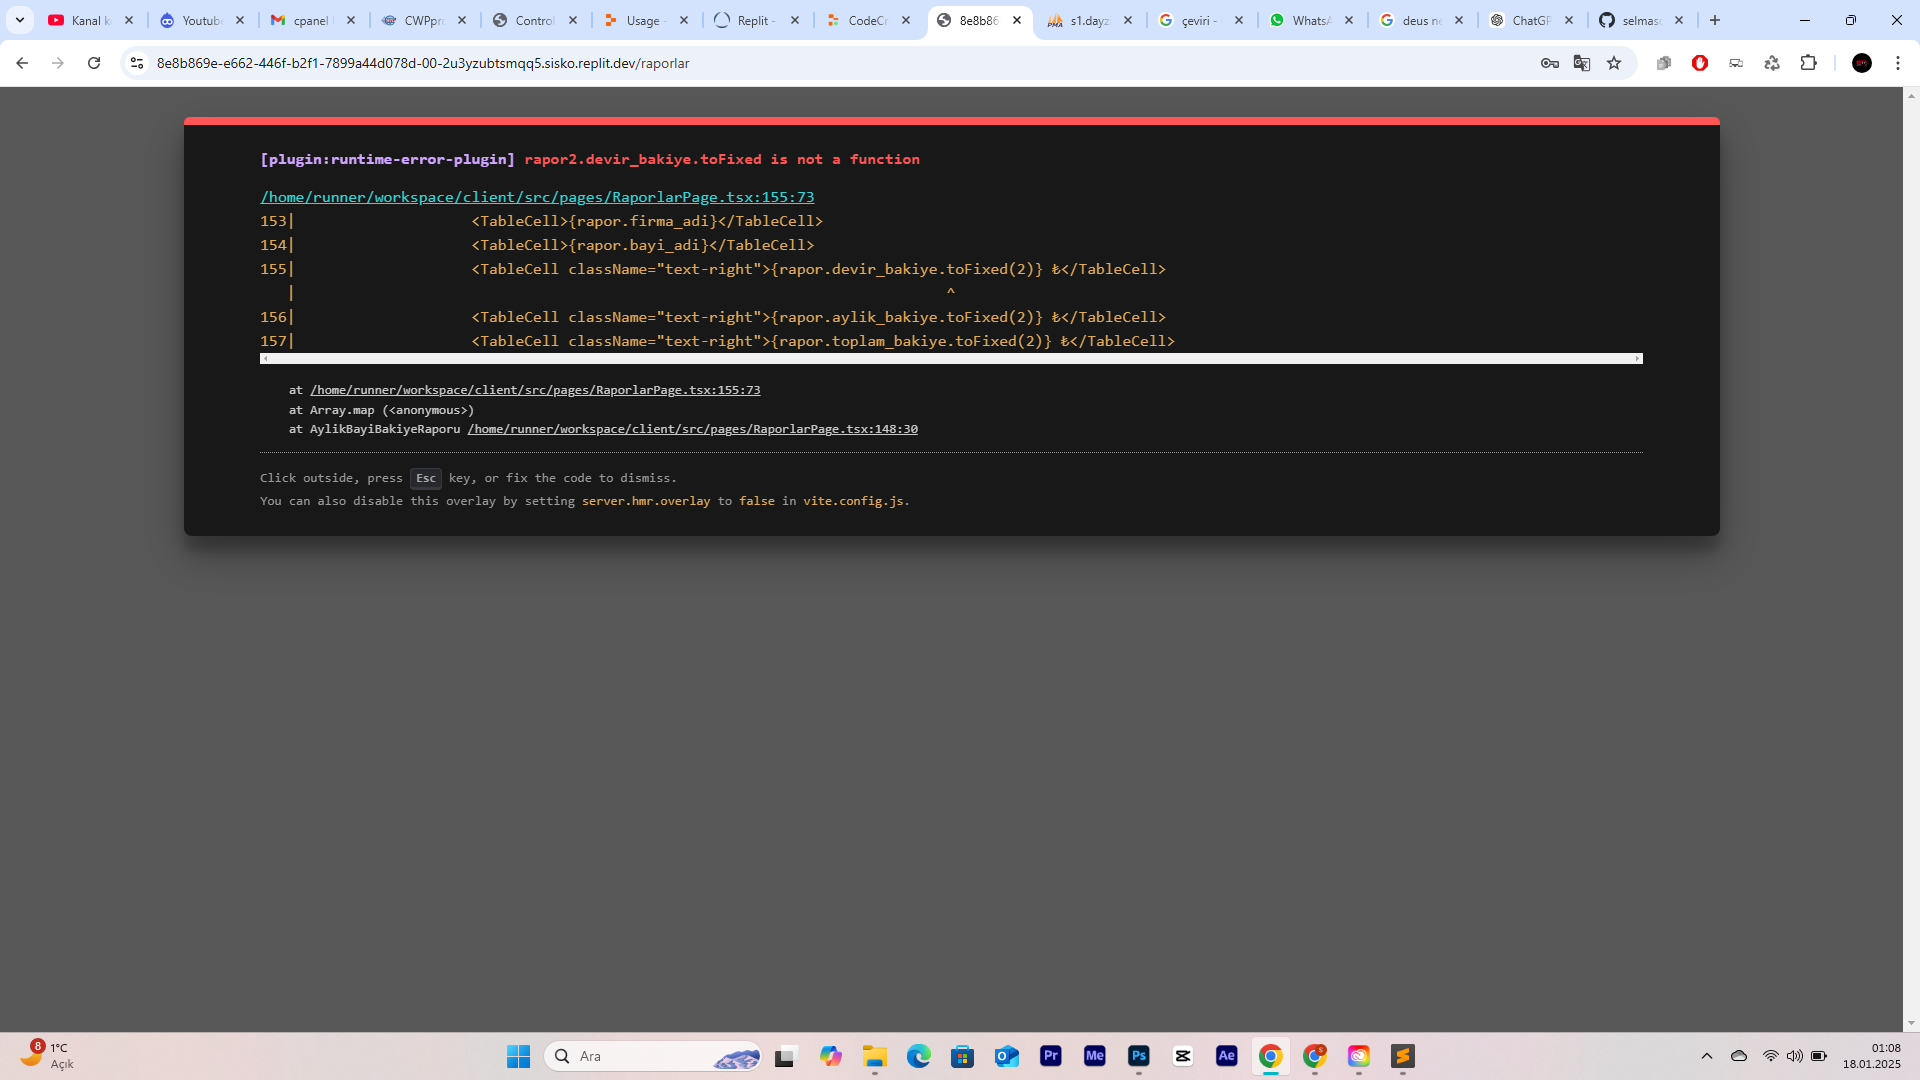 Kanal k
Youtube
cpanel
CWPpro
Control
Usage -
Replit -
CodeCr
8e8b86
s1.dayz
çeviri -
WhatsA
deus ne
ChatGP
selmas
8e8b869e-e662-446f-b2f1-7899a44d078d-00-2u3yzubtsmqq5.sisko.replit.dev/raporlar
[plugin:runtime-error-plugin] rapor2.devir_bakiye.toFixed is not a function
/home/runner/workspace/client/src/pages/RaporlarPage.tsx:155:73
153| <TableCell>{rapor.firma_adi}</TableCell>
154| <TableCell>{rapor.bayi_adi}</TableCell>
155| <TableCell className="text-right">{rapor.devir_bakiye.toFixed(2)} ₺</TableCell>
| ^
156| <TableCell className="text-right">{rapor.aylik_bakiye.toFixed(2)} ₺</TableCell>
157| <TableCell className="text-right">{rapor.toplam_bakiye.toFixed(2)} ₺</TableCell>
at /home/runner/workspace/client/src/pages/RaporlarPage.tsx:155:73
at Array.map (<anonymous>)
at AylikBayiBakiyeRaporu /home/runner/workspace/client/src/pages/RaporlarPage.tsx:148:30
Click outside, press Esc key, or fix the code to dismiss.
You can also disable this overlay by setting server.hmr.overlay to false in vite.config.js.
8
1°C
Açık
Ara
Pr
Me
Ps
Ae
01:08
18.01.2025